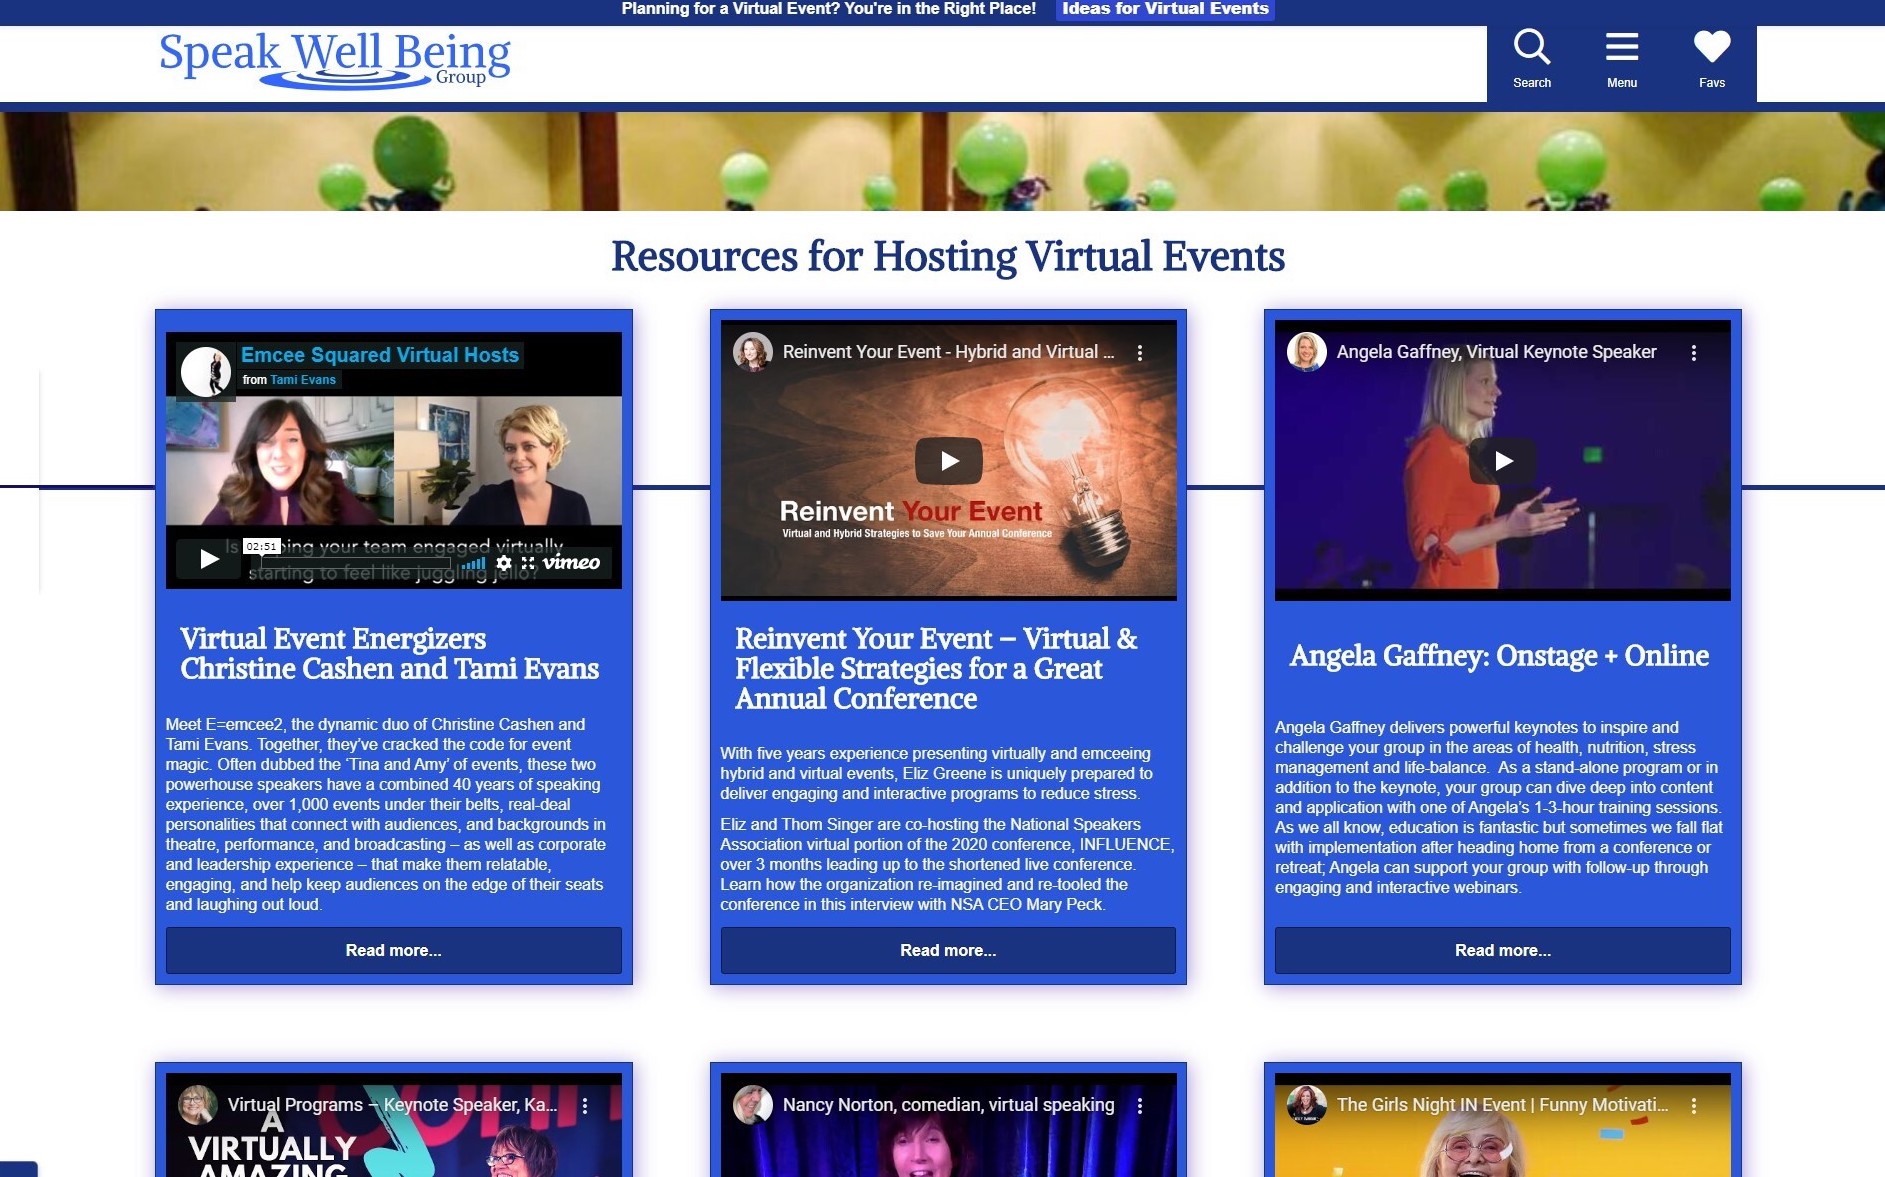 Planning for a Virtual Event? You're in the Right Place! Ideas for Virtual Events
Speak Well Being
Group
Search
Menu
Favs
Resources for Hosting Virtual Events
Emcee Squared Virtual Hosts
from Tami Evans
your team engaged virtually
02:51
starting to feel like juggling jello?
vimeo
Virtual Event Energizers
Christine Cashen and Tami Evans
Meet E=emcee2, the dynamic duo of Christine Cashen and
Tami Evans. Together, they've cracked the code for event
magic. Often dubbed the ‘Tina and Amy’ of events, these two
powerhouse speakers have a combined 40 years of speaking
experience, over 1,000 events under their belts, real-deal
personalities that connect with audiences, and backgrounds in
theatre, performance, and broadcasting – as well as corporate
and leadership experience – that make them relatable,
engaging, and help keep audiences on the edge of their seats
and laughing out loud.
Read more...
Reinvent Your Event - Hybrid and Virtual ...
Reinvent Your Event
Virtual and Hybrid Strategies to Save Your Annual Conference
Reinvent Your Event – Virtual &
Flexible Strategies for a Great
Annual Conference
With five years experience presenting virtually and emceeing
hybrid and virtual events, Eliz Greene is uniquely prepared to
deliver engaging and interactive programs to reduce stress.
Eliz and Thom Singer are co-hosting the National Speakers
Association virtual portion of the 2020 conference, INFLUENCE,
over 3 months leading up to the shortened live conference.
Learn how the organization re-imagined and re-tooled the
conference in this interview with NSA CEO Mary Peck.
Read more...
Angela Gaffney, Virtual Keynote Speaker
Angela Gaffney: Onstage + Online
Angela Gaffney delivers powerful keynotes to inspire and
challenge your group in the areas of health, nutrition, stress
management and life-balance.  As a stand-alone program or in
addition to the keynote, your group can dive deep into content
and application with one of Angela's 1-3-hour training sessions.
As we all know, education is fantastic but sometimes we fall flat
with implementation after heading home from a conference or
retreat; Angela can support your group with follow-up through
engaging and interactive webinars.
Read more...
Virtual Programs – Keynote Speaker, Ka...
A
VIRTUALLY
AMAZING
Nancy Norton, comedian, virtual speaking
The Girls Night IN Event | Funny Motivati...